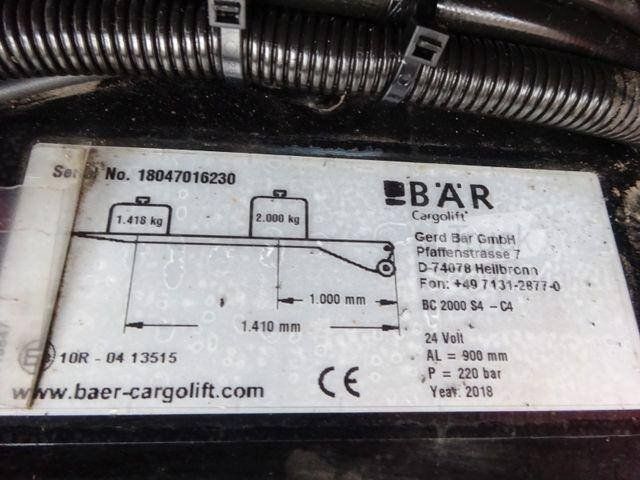 Serial No. 18047016230
1.418 kg
2.000 kg
1.000 mm
1.410 mm
10R - 04 13515
www.baer-cargolift.com
CE
BÄR
Cargolift
Gerd Bär GmbH
Pfaffenstrasse 7
D-74078 Heilbronn
Fon: +49 7131-2877-0
BC 2000 S4 - C4
24 Volt
AL = 900 mm
P = 220 bar
Year: 2018